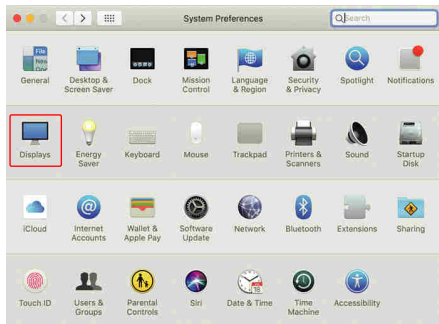 System Preferences
Search
File
New
General
Desktop &
Screen Saver
Dock
Mission
Control
Language
& Region
Security
& Privacy
Spotlight
Notifications
Displays
Energy
Saver
Keyboard
Mouse
Trackpad
Printers &
Scanners
Sound
Startup
Disk
iCloud
Internet
Accounts
Wallet &
Apple Pay
Software
Update
Network
Bluetooth
Extensions
Sharing
Touch ID
Users &
Groups
Parental
Controls
Siri
18
Date & Time
Time
Machine
Accessibility